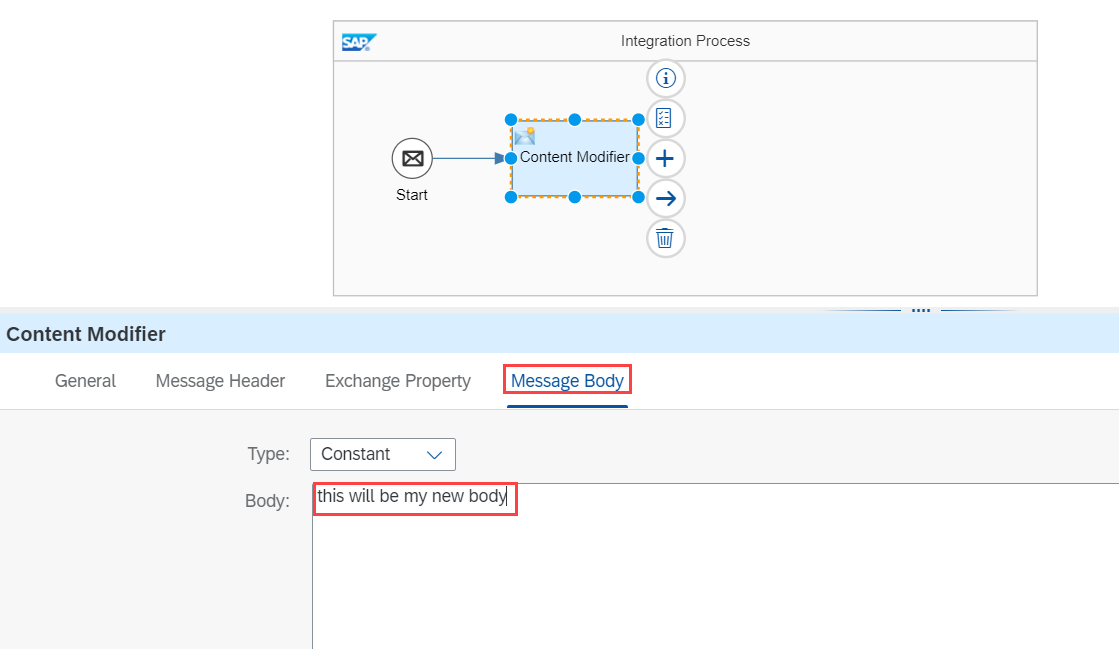 SAP
Integration Process
Content Modifier
Start
Content Modifier
General
Message Header
Exchange Property
Message Body
Type:
Constant
Body:
this will be my new body